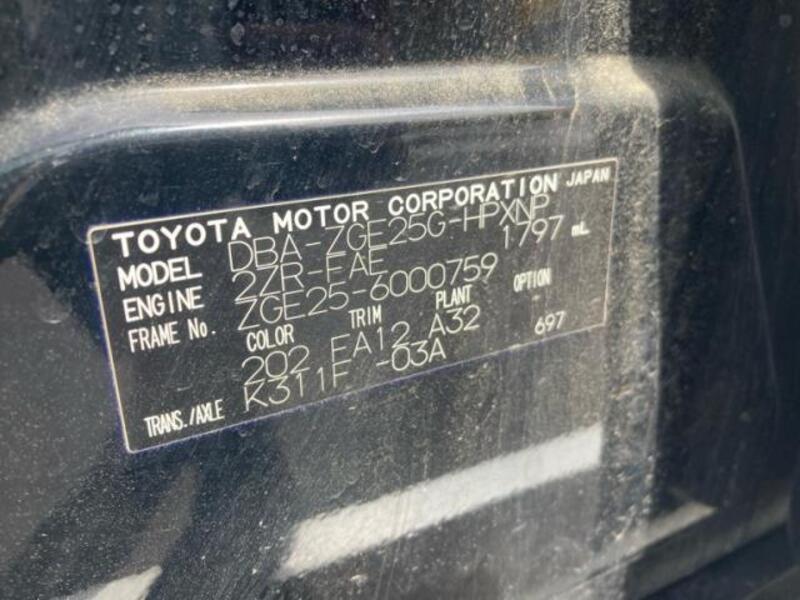 TOYOTA MOTOR CORPORATION JAPAN
MODEL DBA-ZGE25G-HPXNP
ENGINE 2ZR-FAE 1797 mL
FRAME No. ZGE25-6000759
COLOR TRIM PLANT OPTION
202 FA12 A32 -
TRANS./AXLE K311F -03A 697